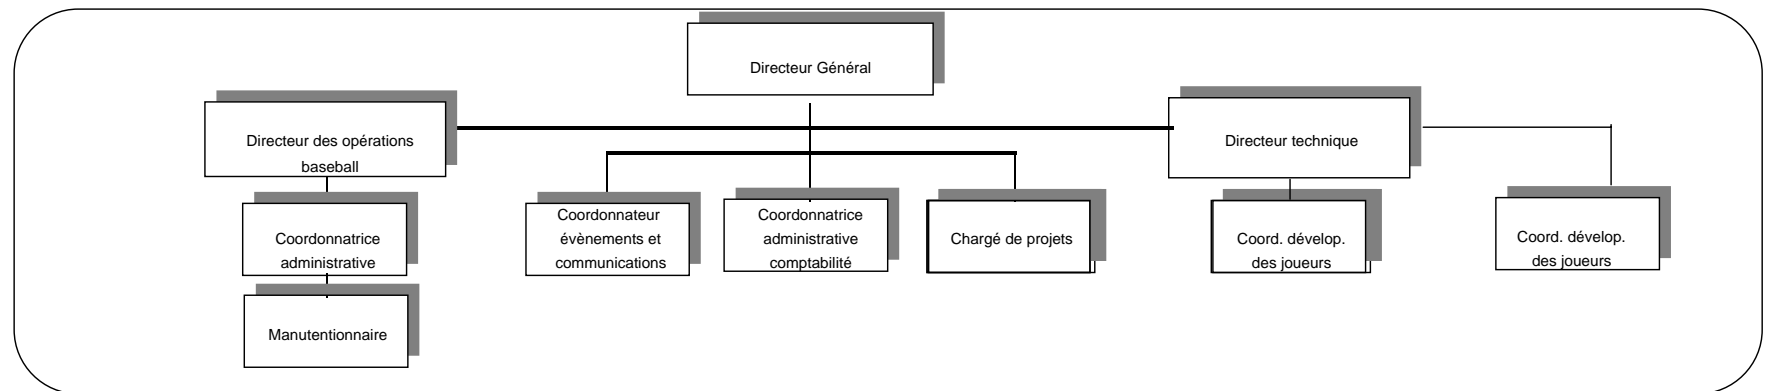 Directeur Général
Directeur des opérations
baseball
Directeur technique
Coordonnatrice
administrative
Coordonnateur
évènements et
communications
Coordonnatrice
administrative
comptabilité
Chargé de projets
Coord. dévelop.
des joueurs
Coord. dévelop.
des joueurs
Manutentionnaire